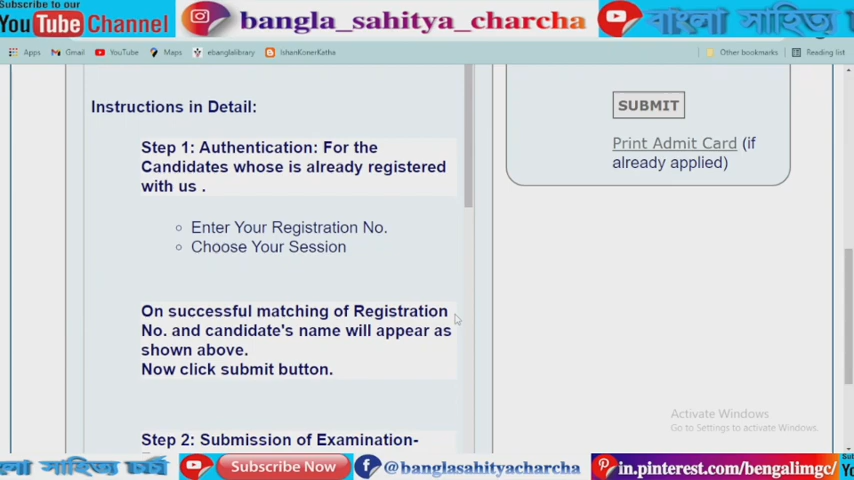 Subscribe to our
YouTube Channel
bangla_sahitya_charcha
বাংলা সাহিত্য
Apps Gmail YouTube Maps ebanglalibrary IshanKonerKatha Other bookmarks Reading list
Instructions in Detail:
Step 1: Authentication: For the
Candidates whose is already registered
with us .
Enter Your Registration No.
Choose Your Session
On successful matching of Registration
No. and candidate's name will appear as
shown above.
Now click submit button.
Step 2: Submission of Examination-
SUBMIT
Print Admit Card (if
already applied)
Activate Windows
Go to Settings to activate Windows.
সাহিত্য চর্চা
Subscribe Now
@banglasahityacharcha
in.pinterest.com/bengalimgc/